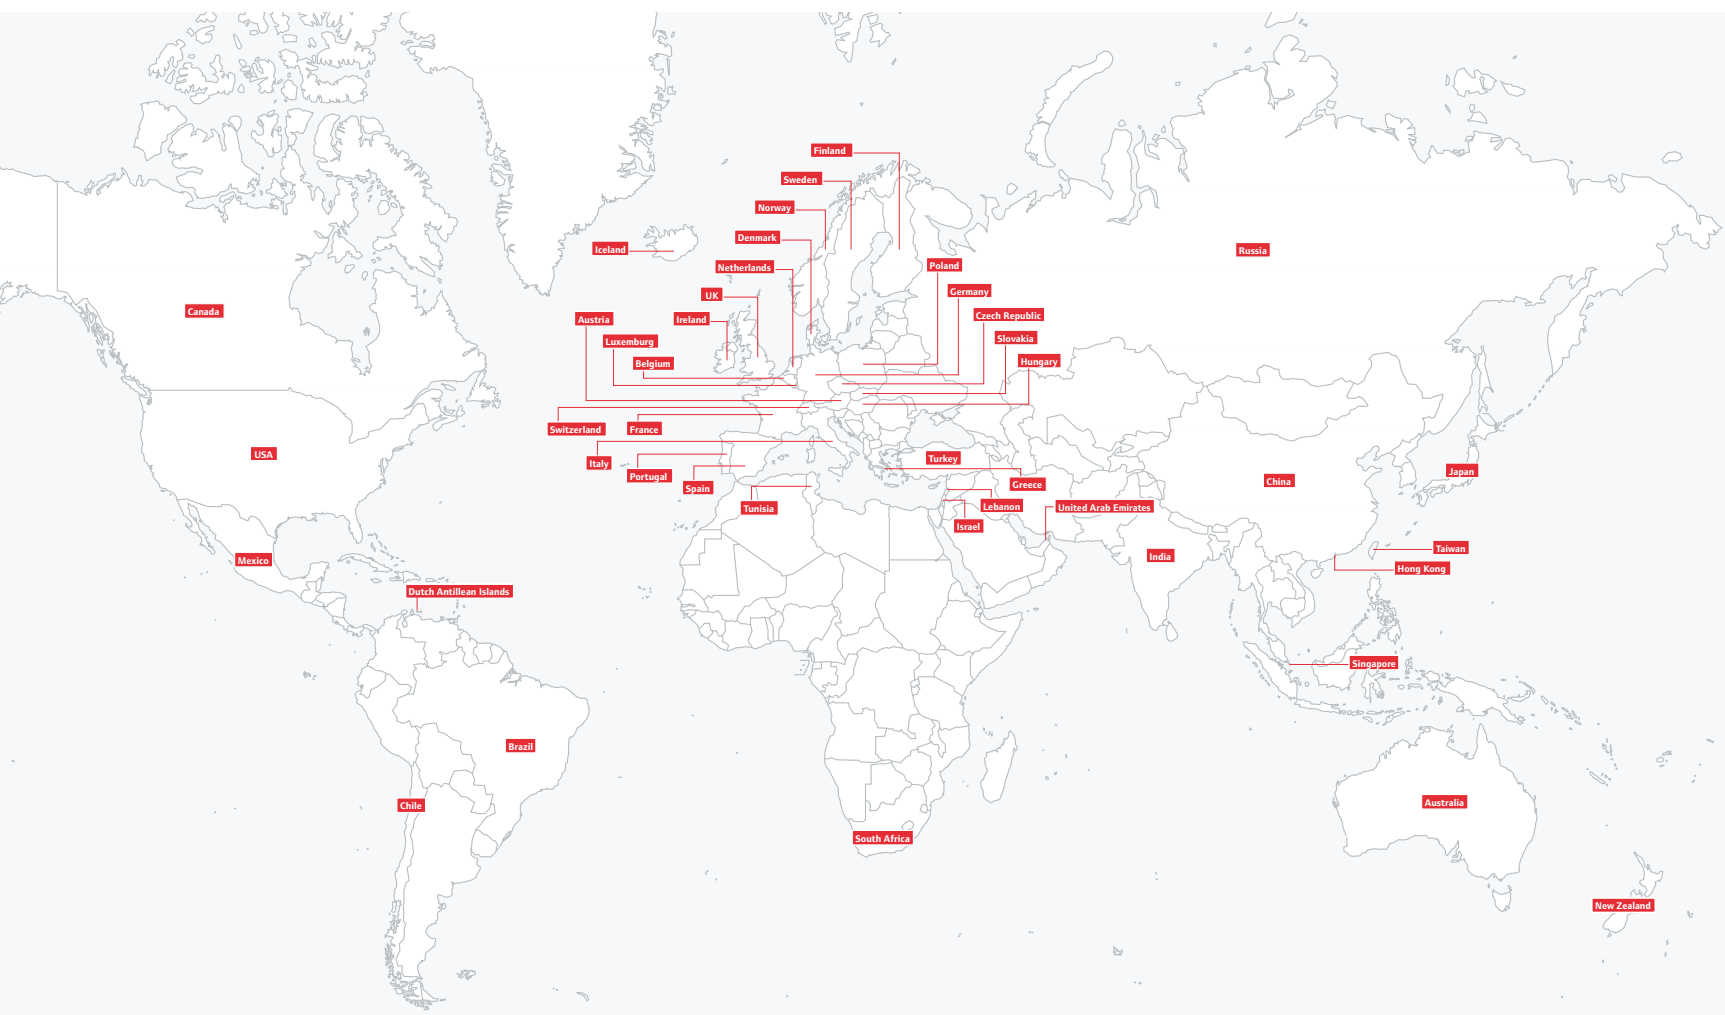 Finland
Sweden
Norway
Denmark
Iceland
Russia
Netherlands
Poland
UK
Germany
Canada
Czech Republic
Austria
Ireland
Slovakia
Luxemburg
Belgium
Hungary
Switzerland
France
USA
Turkey
Italy
Japan
Portugal
China
Greece
Spain
Lebanon
United Arab Emirates
Tunisia
Israel
Taiwan
India
Mexico
Hong Kong
Dutch Antillean Islands
Singapore
Brazil
Australia
Chile
South Africa
New Zealand